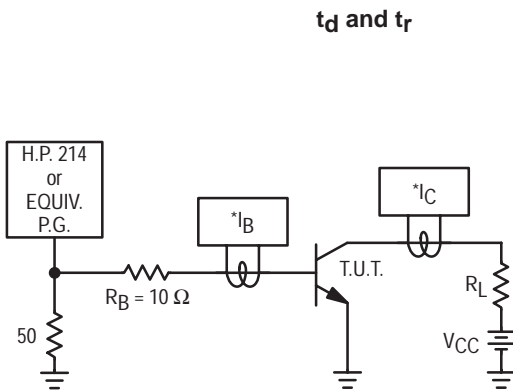 td and tr
H.P. 214
or
EQUIV.
P.G.
*IB
*IC
T.U.T.
RB = 10 Ω
RL
50
VCC